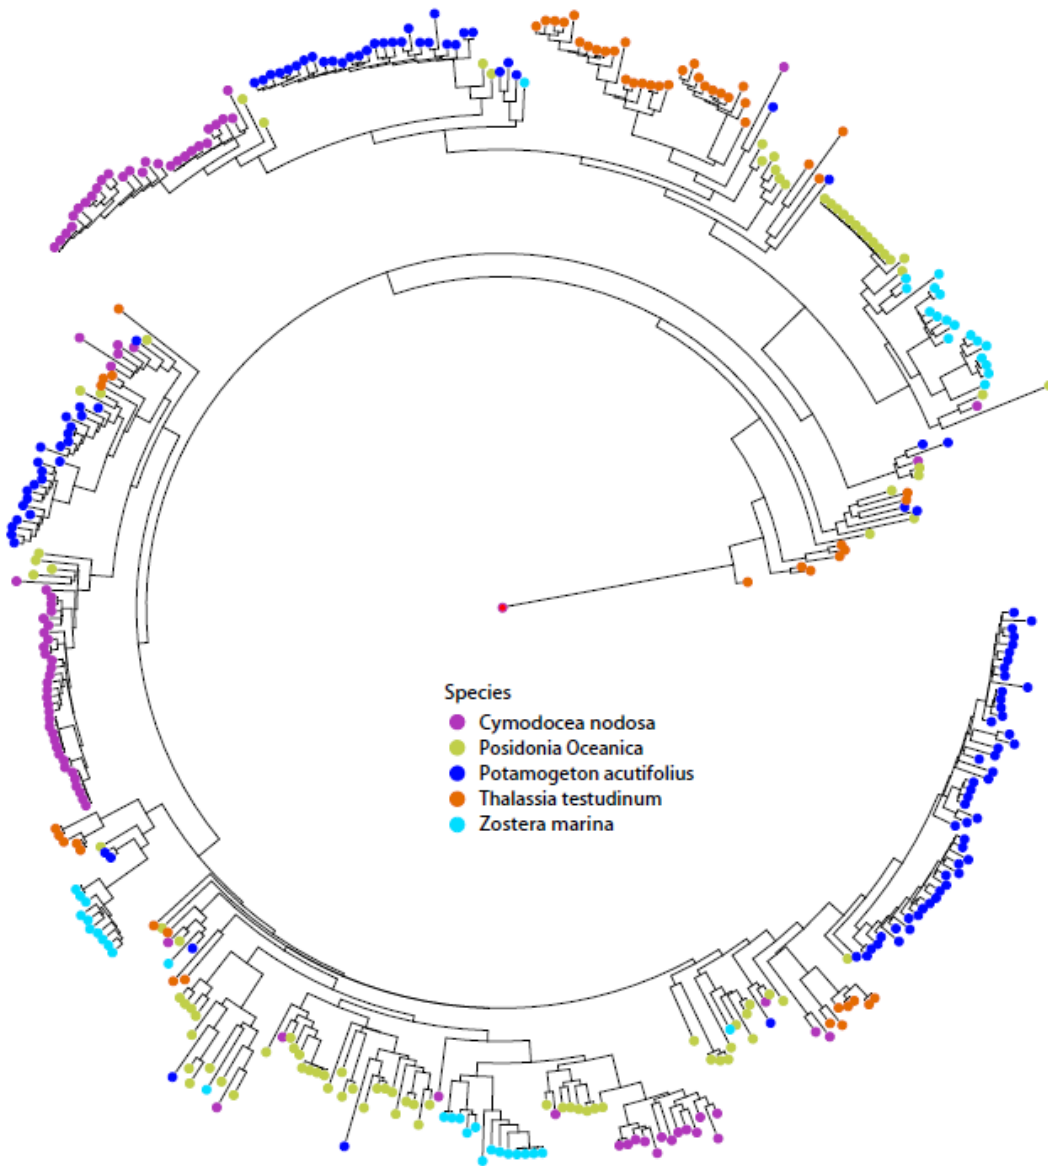 Species
Cymodocea nodosa
Posidonia Oceanica
Potamogeton acutifolius
Thalassia testudinum
Zostera marina